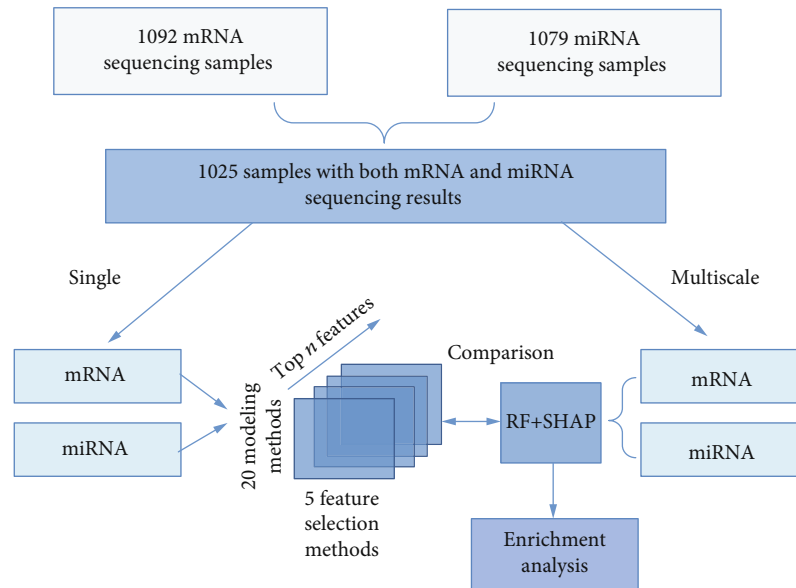 1092 mRNA
sequencing samples
1079 miRNA
sequencing samples
1025 samples with both mRNA and miRNA
sequencing results
Single
Multiscale
mRNA
miRNA
20 modeling
methods
Top n features
5 feature
selection
methods
Comparison
RF+SHAP
mRNA
miRNA
Enrichment
analysis